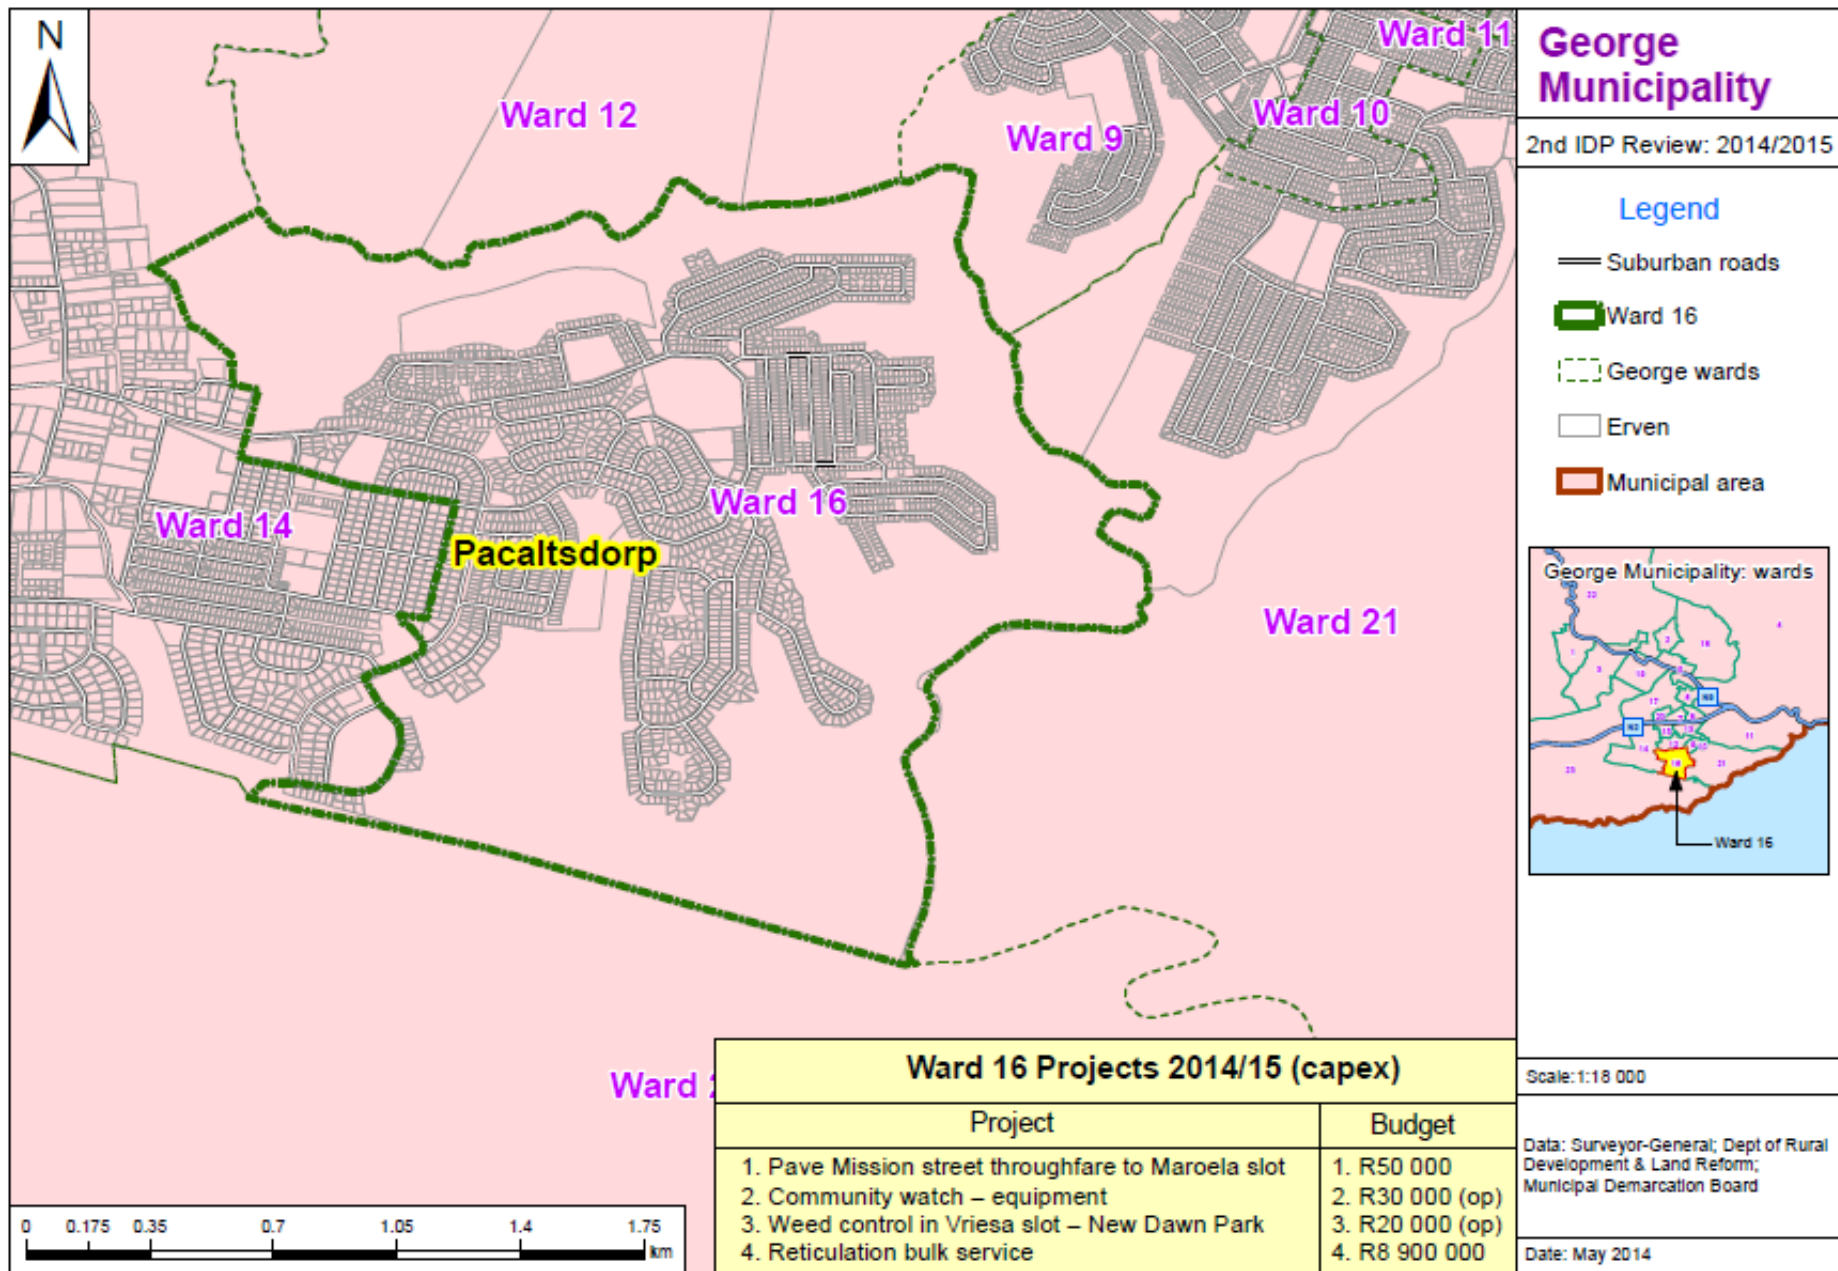 N
Ward 11
Ward 12
Ward 10
Ward 9
Ward 16
Ward 14
Pacaltsdorp
Ward 21
Ward
George
Municipality
2nd IDP Review: 2014/2015
Legend
Suburban roads
Ward 16
George wards
Erven
Municipal area
George Municipality: wards
Ward 16
Ward 16 Projects 2014/15 (capex)
Project Budget
1. Pave Mission street throughfare to Maroela slot 1. R50 000
2. Community watch – equipment 2. R30 000 (op)
3. Weed control in Vriesa slot – New Dawn Park 3. R20 000 (op)
4. Reticulation bulk service 4. R8 900 000
0 0.175 0.35 0.7 1.05 1.4 1.75
km
Scale:1:18 000
Data: Surveyor-General; Dept of Rural
Development & Land Reform;
Municipal Demarcation Board
Date: May 2014